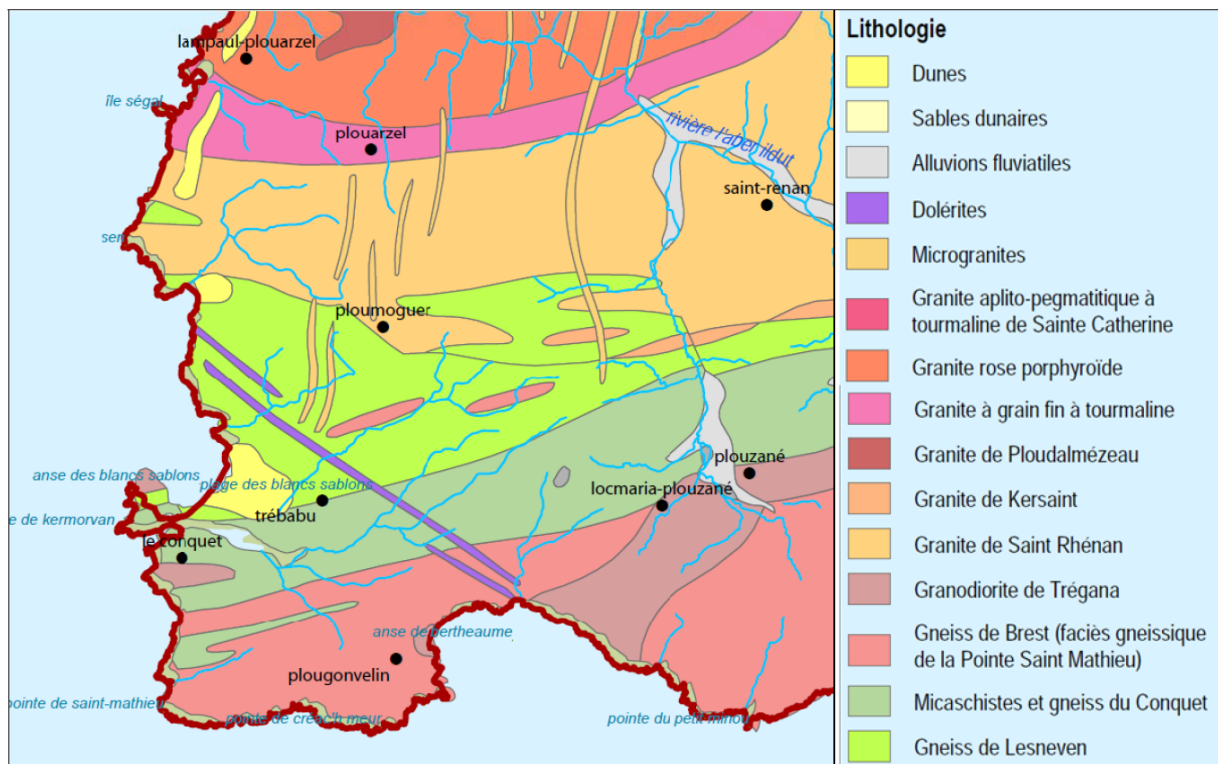 lampaul-plouarzel
île ségal
plouarzel
rivière l'aber ildut
saint-renan
ser
ploumoguer
anse des blancs sablons
plage des blancs sablons
plouzané
locmaria-plouzané
trébabu
e de kermorvan
le conquet
anse de bertheaume
plougonvelin
pointe de saint-mathieu
pointe de créac'h meur
pointe du petit minou
Lithologie
Dunes
Sables dunaires
Alluvions fluviatiles
Dolérites
Microgranites
Granite aplito-pegmatitique à
tourmaline de Sainte Catherine
Granite rose porphyroïde
Granite à grain fin à tourmaline
Granite de Ploudalmézeau
Granite de Kersaint
Granite de Saint Rhénan
Granodiorite de Trégana
Gneiss de Brest (faciès gneissique
de la Pointe Saint Mathieu)
Micaschistes et gneiss du Conquet
Gneiss de Lesneven